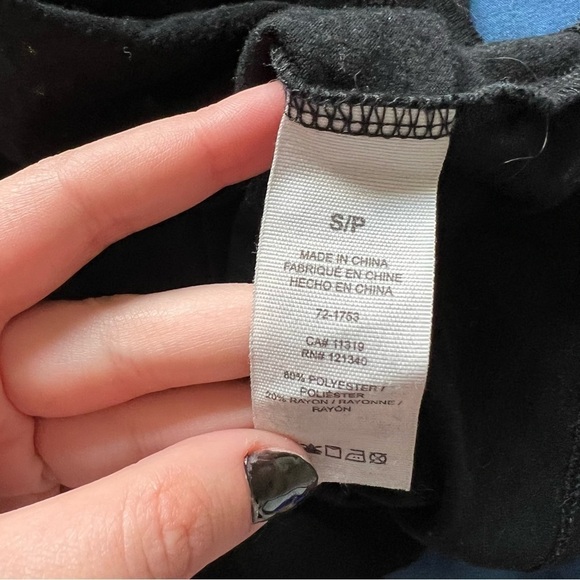 S/P
MADE IN CHINA
FABRIQUÉ EN CHINE
HECHO EN CHINA
72-1753
CA# 11319
RN# 121340
80% POLYESTER /
POLIÉSTER
20% RAYON / RAYONNE /
RAYÓN